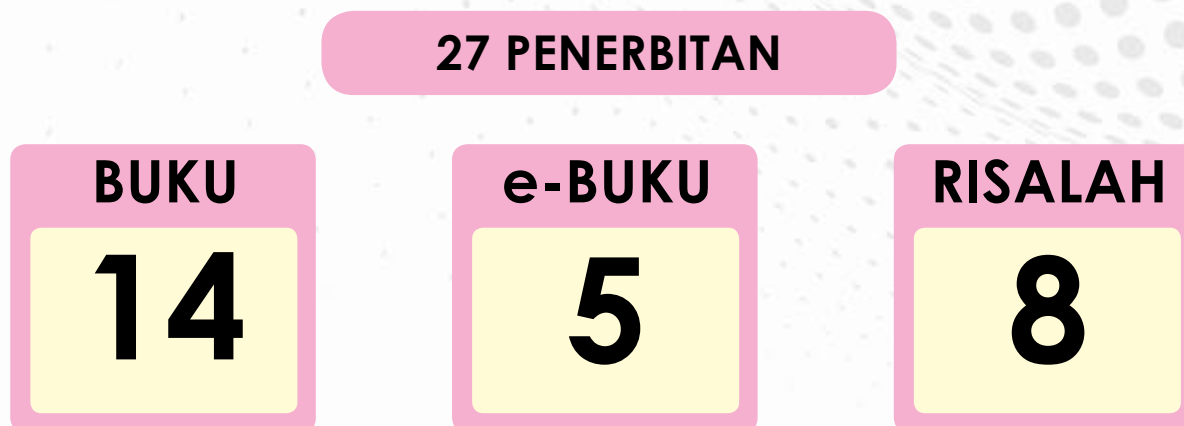 27 PENERBITAN
BUKU
14
e-BUKU
5
RISALAH
8